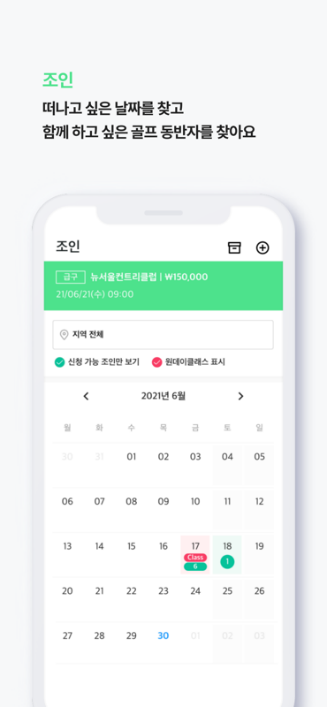 조인
떠나고 싶은 날짜를 찾고
함께 하고 싶은 골프 동반자를 찾아요
조인
급구 뉴서울컨트리클럽 | ₩150,000
21/06/21(수) 09:00
지역 전체
신청 가능 조인만 보기 원데이클래스 표시
2021년 6월
월 화 수 목 금 토 일
30 31 01 02 03 04 05
06 07 08 09 10 11 12
13 14 15 16 17 18 19
Class 1
6
20 21 22 23 24 25 26
27 28 29 30 01 02 03